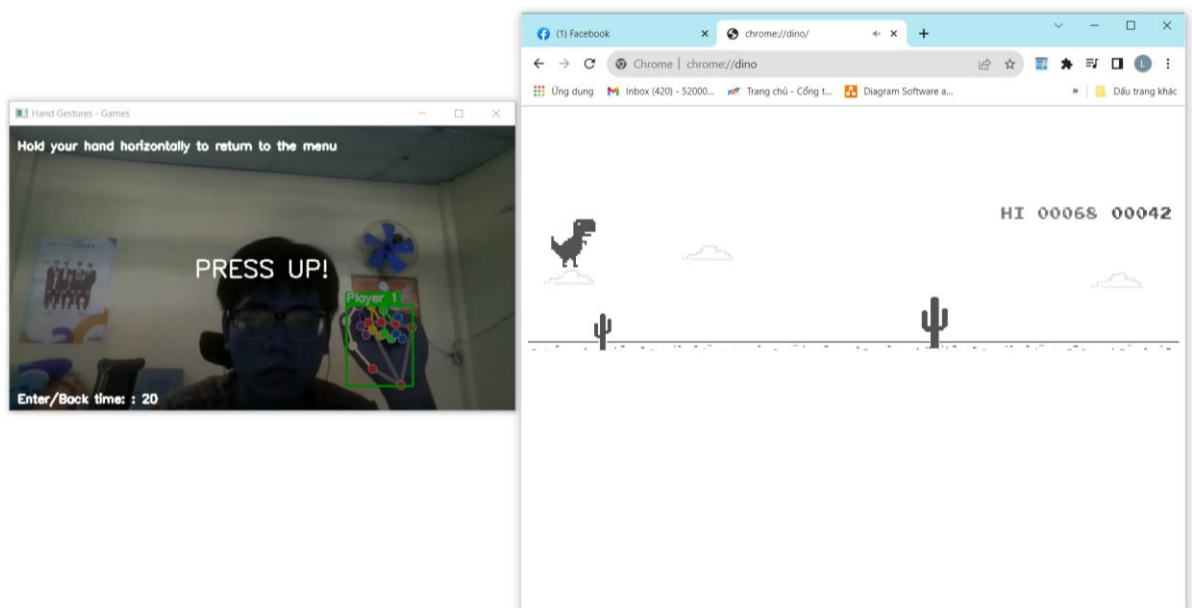 Hand Gestures - Games
Hold your hand horizontally to return to the menu
PRESS UP!
Player 1
Enter/Back time: : 20
(1) Facebook
chrome://dino/
Chrome | chrome://dino
L
Ứng dụng
Inbox (420) - 52000...
Trang chủ - Cổng t...
Diagram Software a...
»
Dấu trang khác
HI 00068 00042